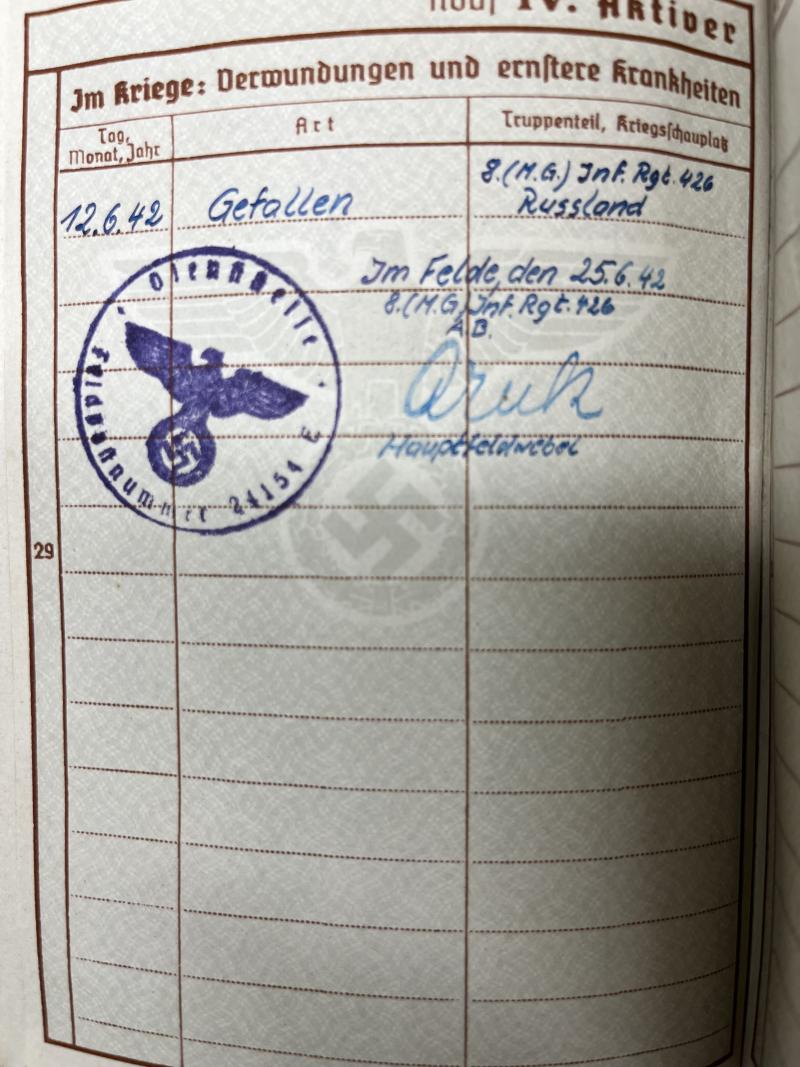 Noch IV. Aktiver
Im Kriege: Verwundungen und ernstere Krankheiten
Tag, Monat, Jahr
Art
Truppenteil, Kriegsschauplatz
12.6.42 Gefallen 8.(M.G.) Inf. Rgt. 426
Russland
Im Felde, den 25.6.42
8.(M.G.) Inf. Rgt. 426
A.B.
Hauptfeldwebel
Dienststelle
Feldpostnummer 24154 E
29